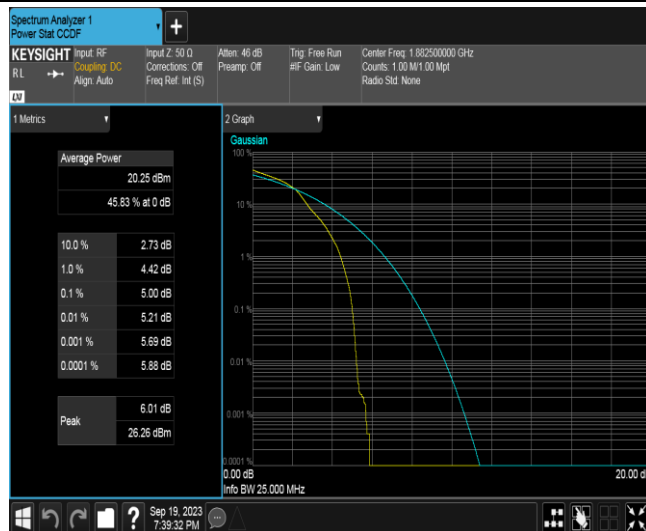 Spectrum Analyzer 1
Power Stat CCDF
+
KEYSIGHT
RL
Input: RF
Coupling: DC
Align: Auto
Input Z: 50 Ω
Corrections: Off
Freq Ref: Int (S)
Atten: 46 dB
Preamp: Off
Trig: Free Run
#IF Gain: Low
Center Freq: 1.882500000 GHz
Counts: 1.00 M/1.00 Mpt
Radio Std: None
1 Metrics
Average Power
20.25 dBm
45.83 % at 0 dB
10.0 % 2.73 dB
1.0 % 4.42 dB
0.1 % 5.00 dB
0.01 % 5.21 dB
0.001 % 5.69 dB
0.0001 % 5.88 dB
Peak
6.01 dB
26.26 dBm
2 Graph
Gaussian
100 %
10 %
1 %
0.1 %
0.01 %
0.001 %
0.0001 %
0.00 dB
20.00 d
Info BW 25.000 MHz
?
Sep 19, 2023
7:39:32 PM